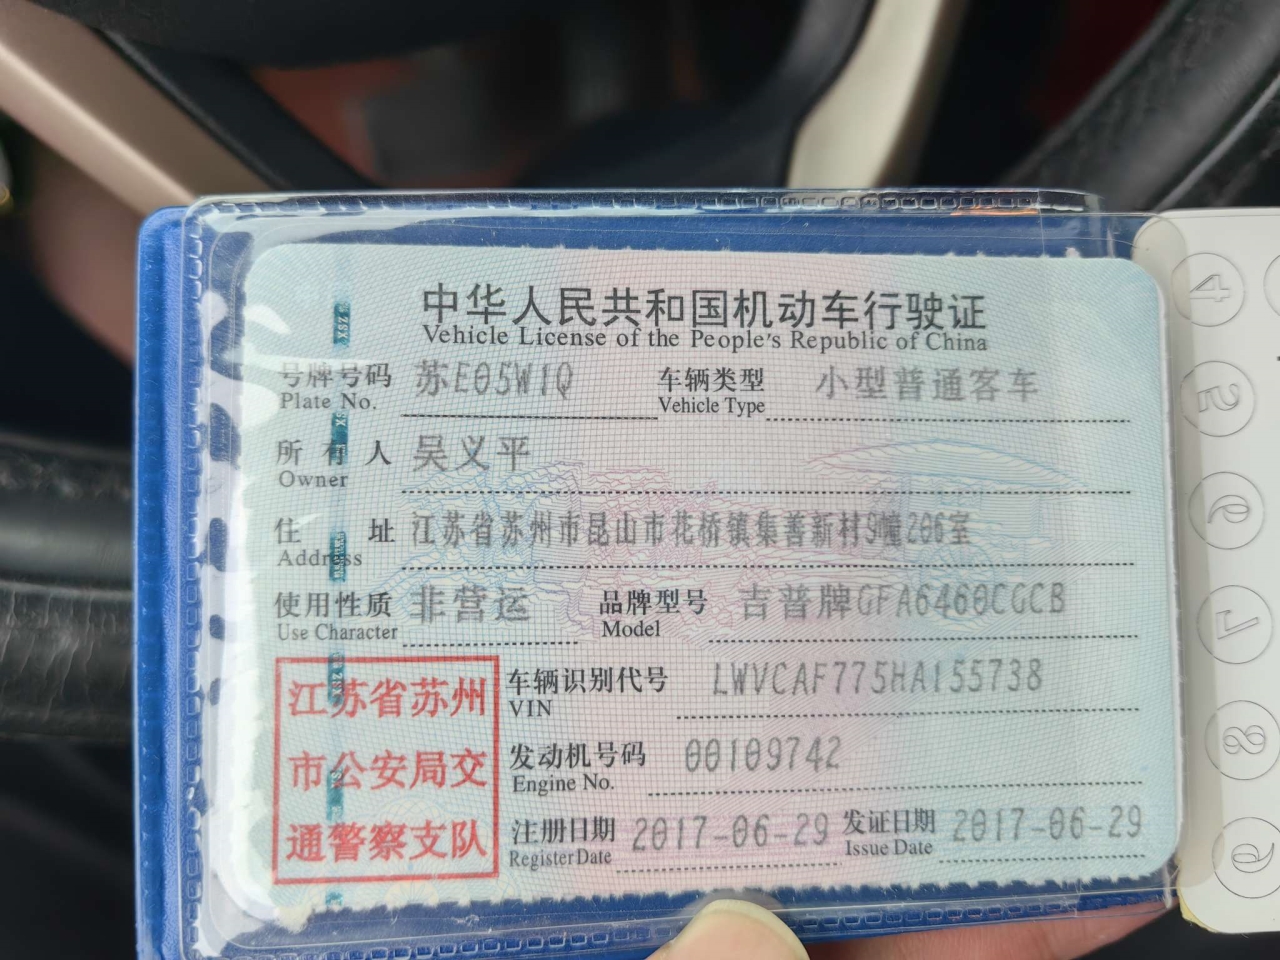 中华人民共和国机动车行驶证
Vehicle License of the People's Republic of China
号牌号码 苏E05W1Q 车辆类型 小型普通客车
Plate No. Vehicle Type
所有人 吴义平
Owner
住址 江苏省苏州市昆山市花桥镇集善新村9幢206室
Address
使用性质 非营运 品牌型号 吉普牌GFA6460CGCB
Use Character Model
江苏省苏州
市公安局交
通警察支队
车辆识别代号 LWVCAF775HA155738
VIN
发动机号码 00109742
Engine No.
注册日期 2017-06-29 发证日期 2017-06-29
Register Date Issue Date